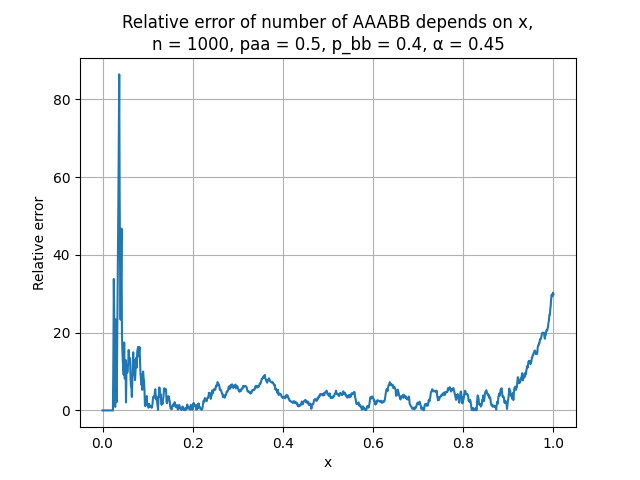 Relative error of number of AAABB depends on x,
n = 1000, paa = 0.5, p_bb = 0.4, α = 0.45
80
60
40
20
0
Relative error
0.0 0.2 0.4 0.6 0.8 1.0
x